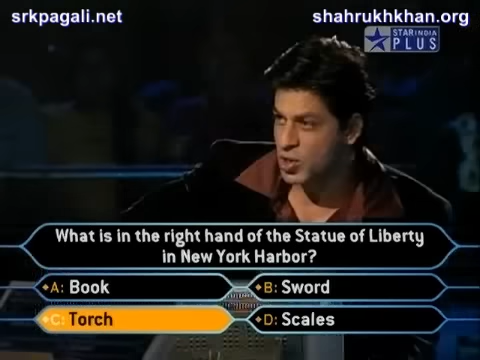 srkpagali.net
shahrukhkhan.org
STAR INDIA
PLUS
What is in the right hand of the Statue of Liberty
in New York Harbor?
A: Book
B: Sword
C: Torch
D: Scales